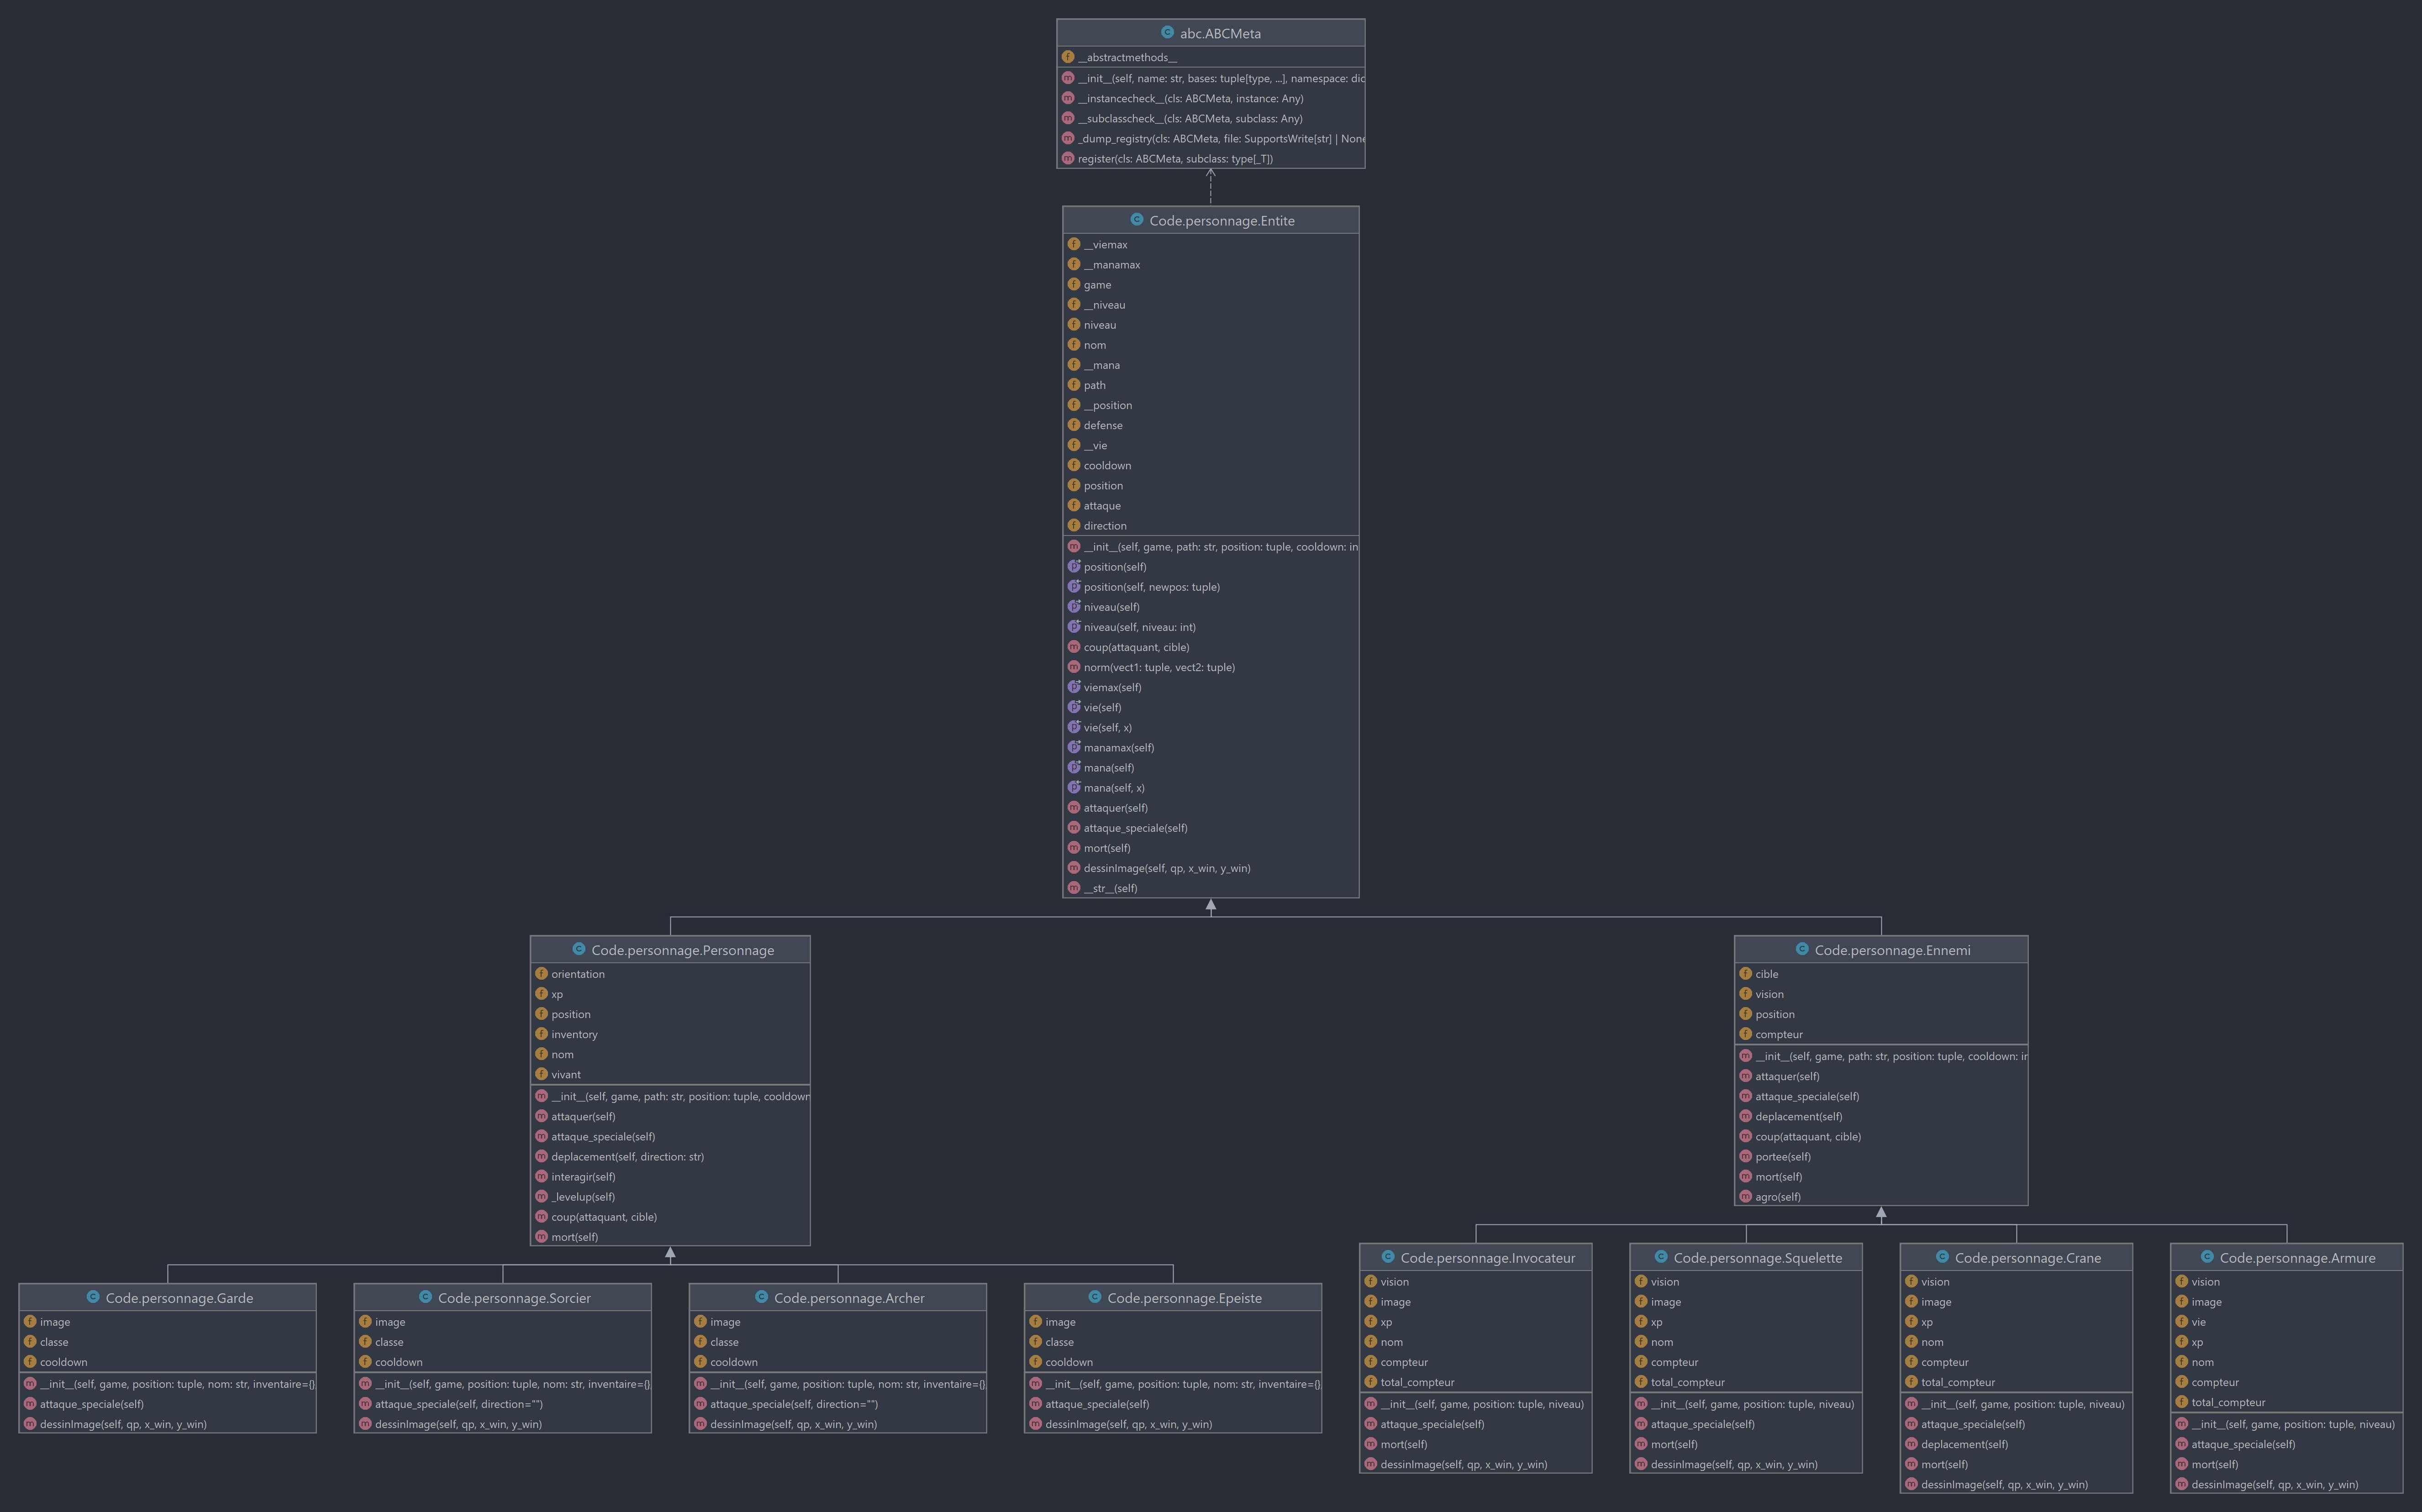 abc.ABCMeta
__abstractmethods__
__init__(self, name: str, bases: tuple[type, ...], namespace: dic
__instancecheck__(cls: ABCMeta, instance: Any)
__subclasscheck__(cls: ABCMeta, subclass: Any)
_dump_registry(cls: ABCMeta, file: SupportsWrite[str] | None
register(cls: ABCMeta, subclass: type[_T])
Code.personnage.Entite
__viemax
__manamax
game
__niveau
niveau
nom
__mana
path
__position
defense
__vie
cooldown
position
attaque
direction
__init__(self, game, path: str, position: tuple, cooldown: in
position(self)
position(self, newpos: tuple)
niveau(self)
niveau(self, niveau: int)
coup(attaquant, cible)
norm(vect1: tuple, vect2: tuple)
viemax(self)
vie(self)
vie(self, x)
manamax(self)
mana(self)
mana(self, x)
attaquer(self)
attaque_speciale(self)
mort(self)
dessinImage(self, qp, x_win, y_win)
__str__(self)
Code.personnage.Personnage
orientation
xp
position
inventory
nom
vivant
__init__(self, game, path: str, position: tuple, cooldown
attaquer(self)
attaque_speciale(self)
deplacement(self, direction: str)
interagir(self)
_levelup(self)
coup(attaquant, cible)
mort(self)
Code.personnage.Ennemi
cible
vision
position
compteur
__init__(self, game, path: str, position: tuple, cooldown: in
attaquer(self)
attaque_speciale(self)
deplacement(self)
coup(attaquant, cible)
portee(self)
mort(self)
agro(self)
Code.personnage.Garde
image
classe
cooldown
__init__(self, game, position: tuple, nom: str, inventaire={}
attaque_speciale(self)
dessinImage(self, qp, x_win, y_win)
Code.personnage.Sorcier
image
classe
cooldown
__init__(self, game, position: tuple, nom: str, inventaire={}
attaque_speciale(self, direction="")
dessinImage(self, qp, x_win, y_win)
Code.personnage.Archer
image
classe
cooldown
__init__(self, game, position: tuple, nom: str, inventaire={}
attaque_speciale(self, direction="")
dessinImage(self, qp, x_win, y_win)
Code.personnage.Epeiste
image
classe
cooldown
__init__(self, game, position: tuple, nom: str, inventaire={}
attaque_speciale(self)
dessinImage(self, qp, x_win, y_win)
Code.personnage.Invocateur
vision
image
xp
nom
compteur
total_compteur
__init__(self, game, position: tuple, niveau)
attaque_speciale(self)
mort(self)
dessinImage(self, qp, x_win, y_win)
Code.personnage.Squelette
vision
image
xp
nom
compteur
total_compteur
__init__(self, game, position: tuple, niveau)
attaque_speciale(self)
mort(self)
dessinImage(self, qp, x_win, y_win)
Code.personnage.Crane
vision
image
xp
nom
compteur
total_compteur
__init__(self, game, position: tuple, niveau)
attaque_speciale(self)
deplacement(self)
mort(self)
dessinImage(self, qp, x_win, y_win)
Code.personnage.Armure
vision
image
vie
xp
nom
compteur
total_compteur
__init__(self, game, position: tuple, niveau)
attaque_speciale(self)
mort(self)
dessinImage(self, qp, x_win, y_win)